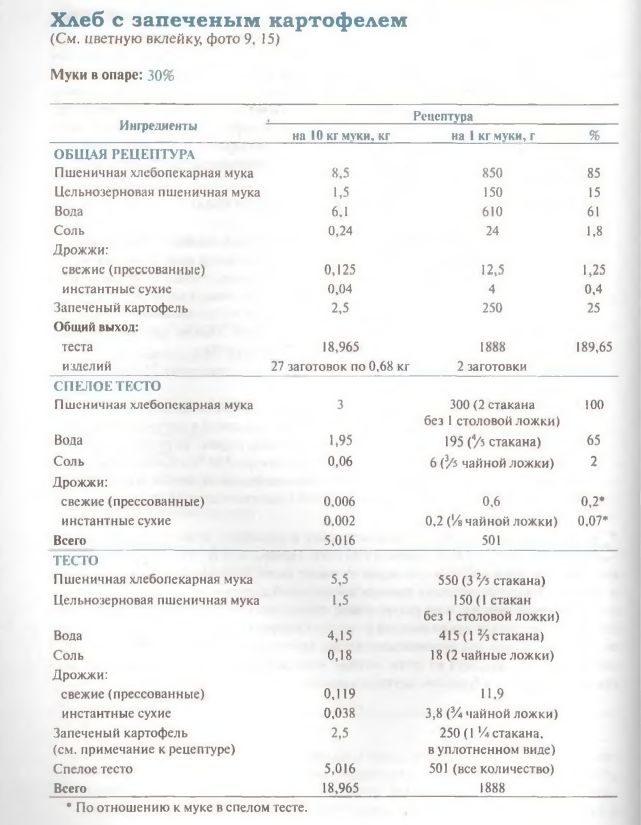 Хлеб с запеченым картофелем
(См. цветную вклейку, фото 9, 15)
Муки в опаре: 30%
Ингредиенты Рецептура
на 10 кг муки, кг на 1 кг муки, г %
ОБЩАЯ РЕЦЕПТУРА
Пшеничная хлебопекарная мука 8,5 850 85
Цельнозерновая пшеничная мука 1,5 150 15
Вода 6,1 610 61
Соль 0,24 24 1,8
Дрожжи:
свежие (прессованные) 0,125 12,5 1,25
инстантные сухие 0,04 4 0,4
Запеченый картофель 2,5 250 25
Общий выход:
теста 18,965 1888 189,65
изделий 27 заготовок по 0,68 кг 2 заготовки
СПЕЛОЕ ТЕСТО
Пшеничная хлебопекарная мука 3 300 (2 стакана 100
без 1 столовой ложки)
Вода 1,95 195 (⁴/₅ стакана) 65
Соль 0,06 6 (³/₅ чайной ложки) 2
Дрожжи:
свежие (прессованные) 0,006 0,6 0,2*
инстантные сухие 0,002 0,2 (⅛ чайной ложки) 0,07*
Всего 5,016 501
ТЕСТО
Пшеничная хлебопекарная мука 5,5 550 (3 ²/₅ стакана)
Цельнозерновая пшеничная мука 1,5 150 (1 стакан
без 1 столовой ложки)
Вода 4,15 415 (1 ⅔ стакана)
Соль 0,18 18 (2 чайные ложки)
Дрожжи:
свежие (прессованные) 0,119 11,9
инстантные сухие 0,038 3,8 (¾ чайной ложки)
Запеченый картофель 2,5 250 (1 ¼ стакана,
(см. примечание к рецептуре) в уплотненном виде)
Спелое тесто 5,016 501 (все количество)
Всего 18,965 1888
* По отношению к муке в спелом тесте.